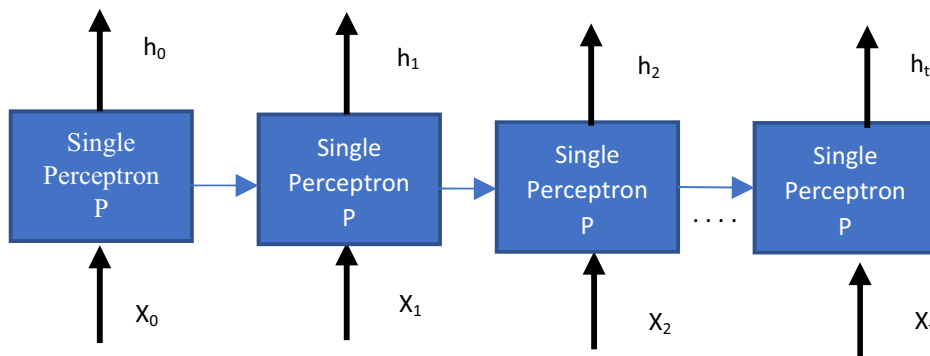 h₀
h₁
h₂
hₜ
Single
Perceptron
P
Single
Perceptron
P
Single
Perceptron
P
. . . .
Single
Perceptron
P
X₀
X₁
X₂
X